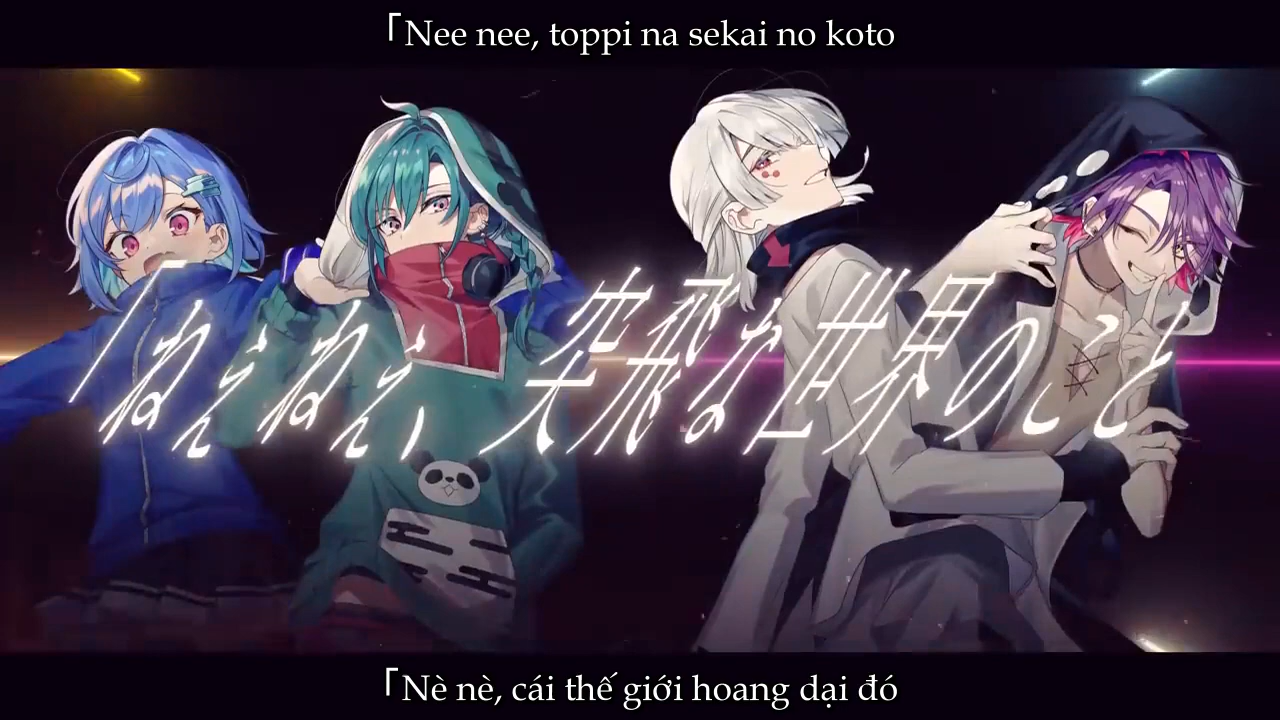 「Nee nee, toppi na sekai no koto
「ねぇねぇ, 突飛な世界のこと
「Nè nè, cái thế giới hoang dại đó